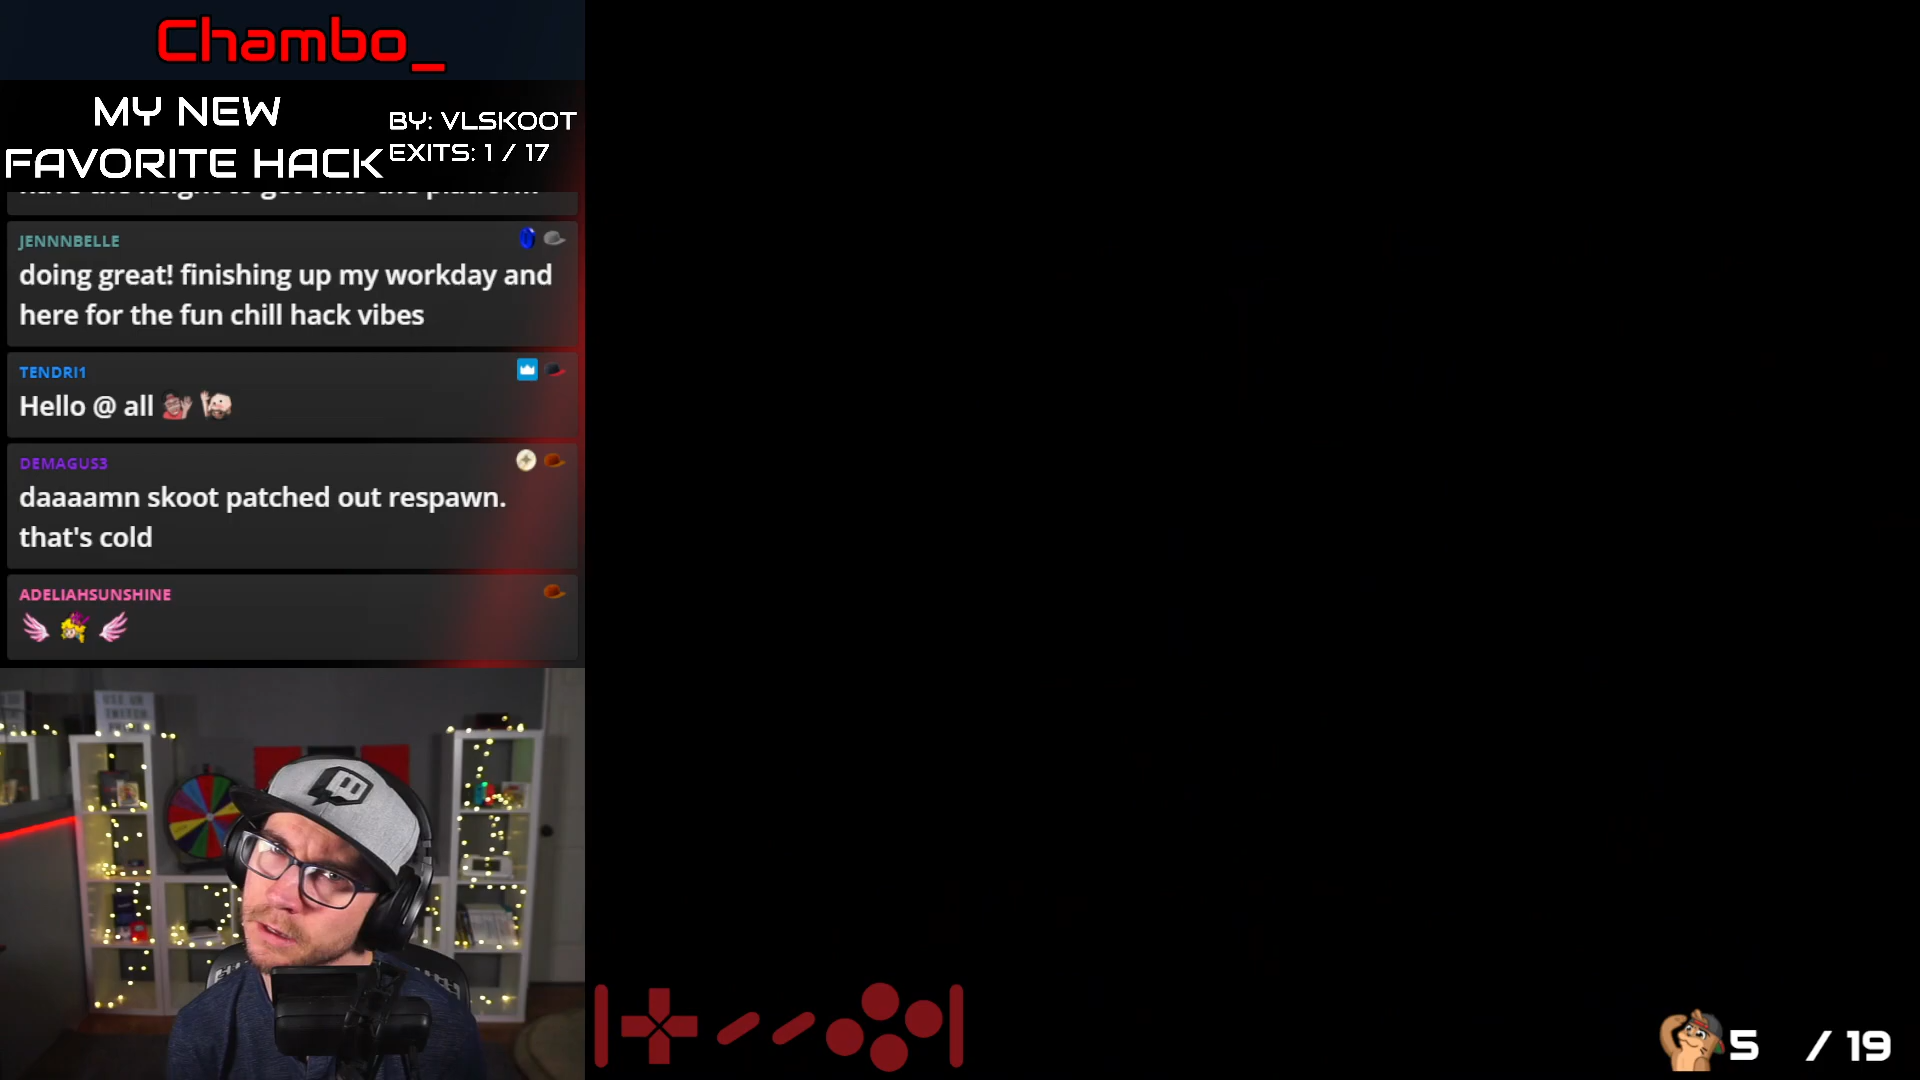 Chambo_
MY NEW
FAVORITE HACK
BY: VLSKOOT
EXITS: 1 / 17
JENNNBELLE
doing great! finishing up my workday and
here for the fun chill hack vibes
TENDRI1
Hello @ all
DEMAGUS3
daaaamn skoot patched out respawn.
that's cold
ADELIAHSUNSHINE
5 / 19